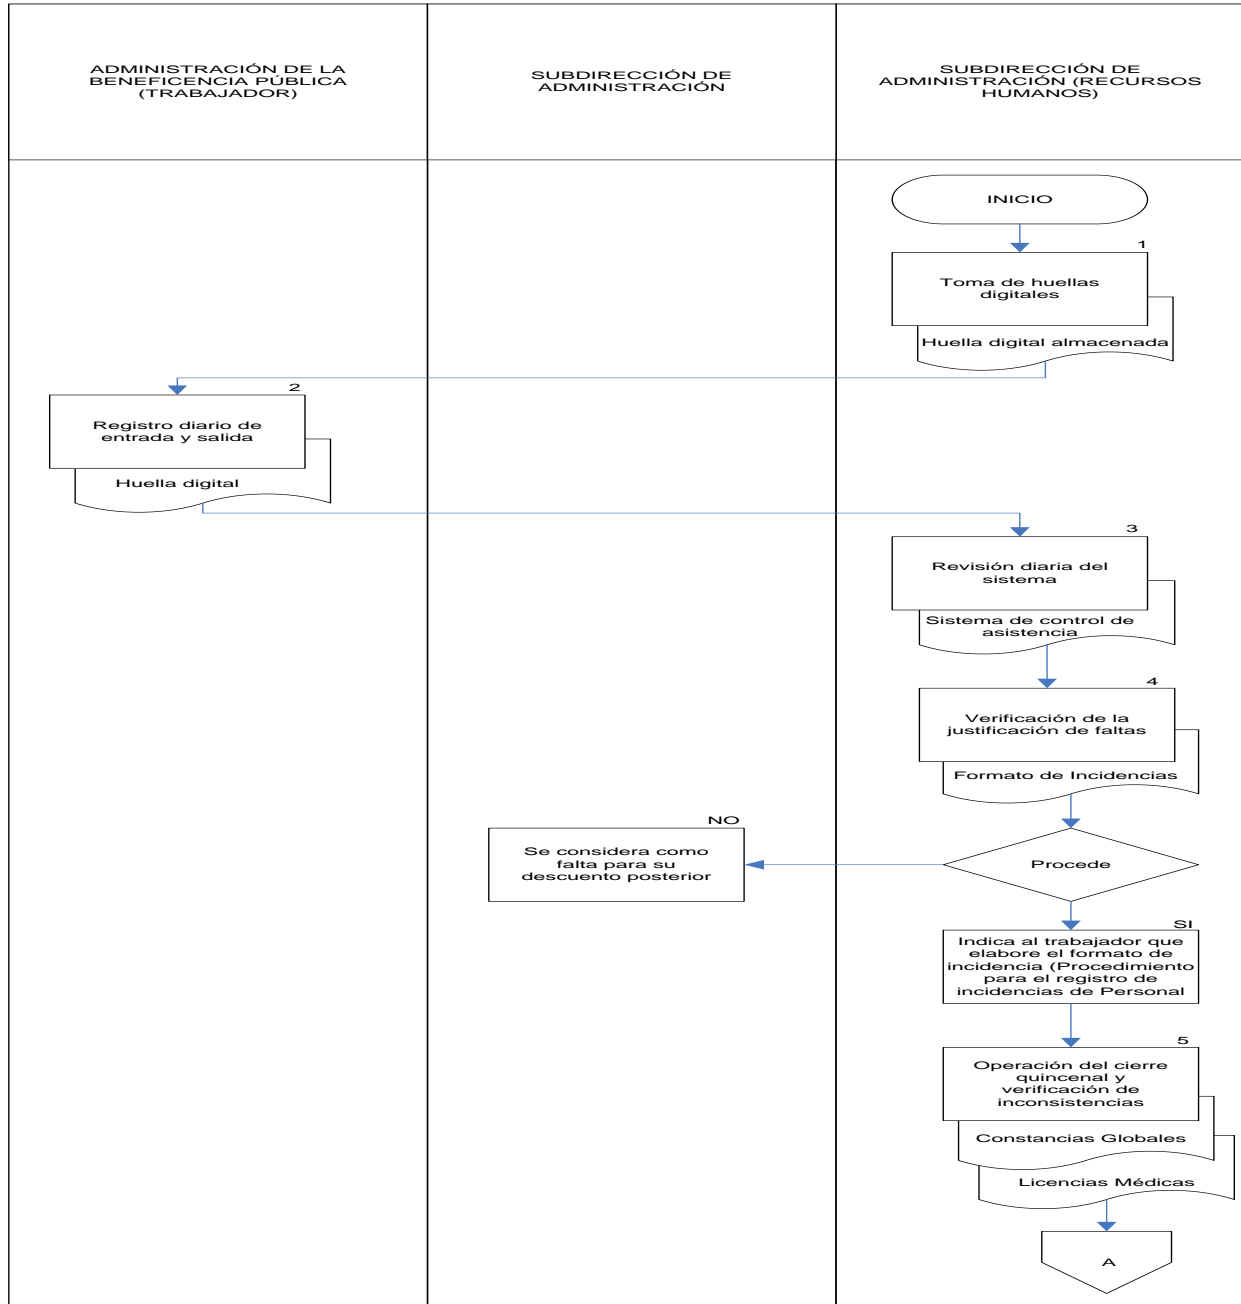 ADMINISTRACIÓN DE LA
BENEFICENCIA PÚBLICA
(TRABAJADOR)
SUBDIRECCIÓN DE
ADMINISTRACIÓN
SUBDIRECCIÓN DE
ADMINISTRACIÓN (RECURSOS
HUMANOS)
INICIO
1
Toma de huellas
digitales
Huella digital almacenada
2
Registro diario de
entrada y salida
Huella digital
3
Revisión diaria del
sistema
Sistema de control de
asistencia
4
Verificación de la
justificación de faltas
Formato de Incidencias
NO
Se considera como
falta para su
descuento posterior
Procede
SI
Indica al trabajador que
elabore el formato de
incidencia (Procedimiento
para el registro de
incidencias de Personal
5
Operación del cierre
quincenal y
verificación de
inconsistencias
Constancias Globales
Licencias Médicas
A